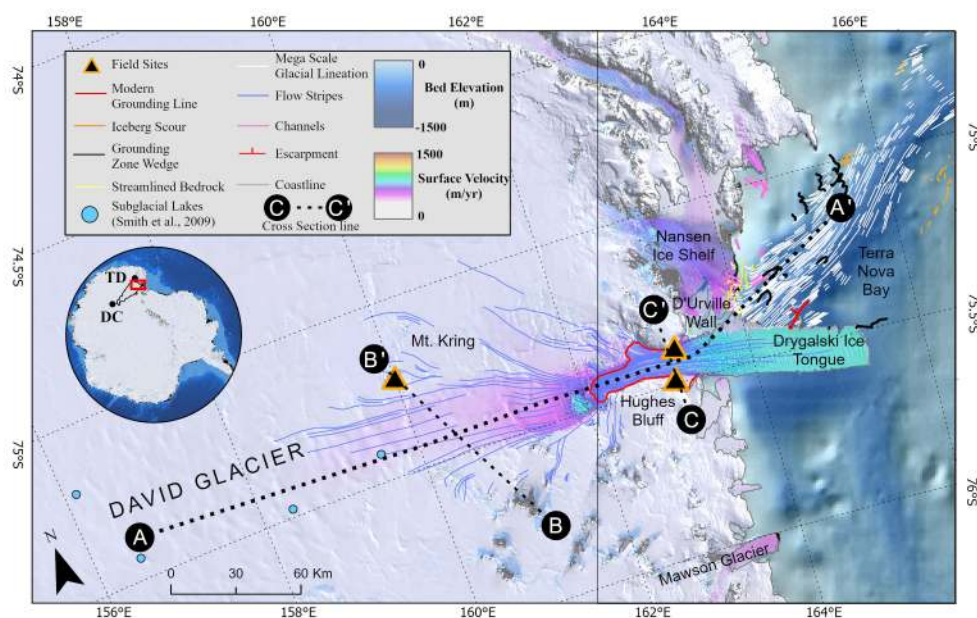 158°E
160°E
162°E
164°E
166°E
74°S
74.5°S
75°S
75°S
75.5°S
76°S
Field Sites
Modern
Grounding Line
Iceberg Scour
Grounding
Zone Wedge
Streamlined Bedrock
Subglacial Lakes
(Smith et al., 2009)
Mega Scale
Glacial Lineation
Flow Stripes
Channels
Escarpment
Coastline
C C'
Cross Section line
0
Bed Elevation
(m)
-1500
1500
Surface Velocity
(m/yr)
0
TD
DC
Nansen
Ice Shelf
A'
Terra
Nova
Bay
D'Urville
Wall
C'
Drygalski Ice
Tongue
Mt. Kring
B'
Hughes
Bluff
C
DAVID GLACIER
A
B
Mawson Glacier
N
0 30 60 Km
156°E
158°E
160°E
162°E
164°E